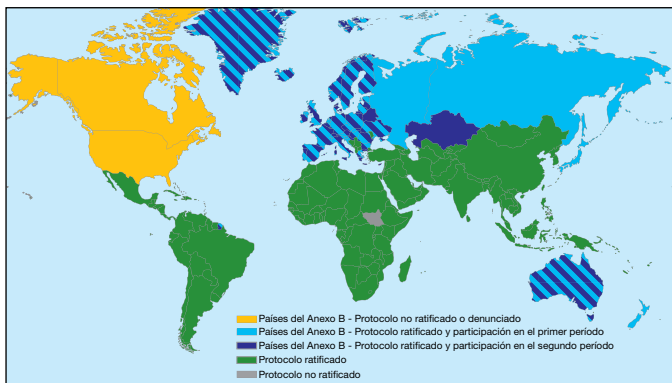 Países del Anexo B - Protocolo no ratificado o denunciado
Países del Anexo B - Protocolo ratificado y participación en el primer período
Países del Anexo B - Protocolo ratificado y participación en el segundo período
Protocolo ratificado
Protocolo no ratificado